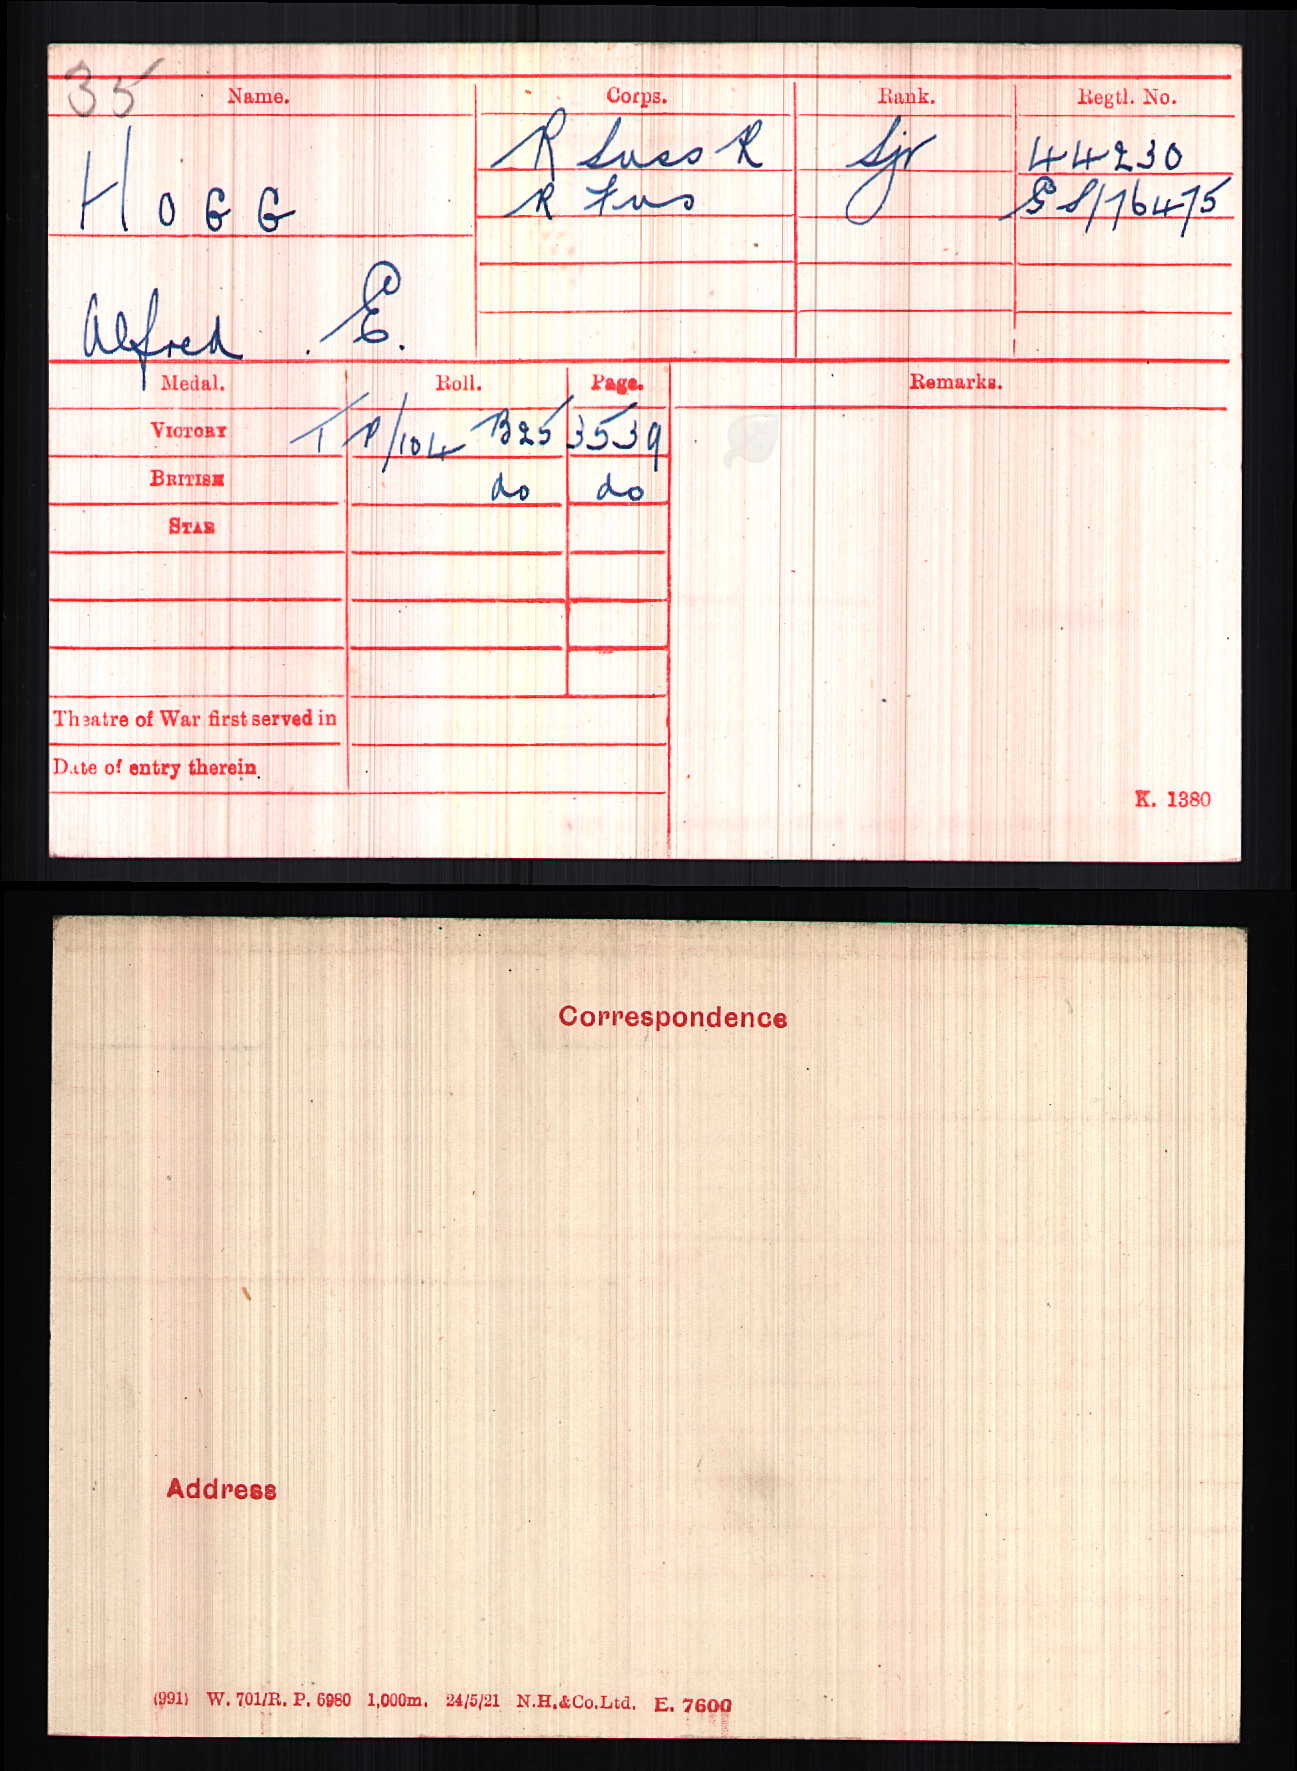 35
Name. Corps. Rank. Regtl. No.
HOGG R Suss R Sjt 44230
R Fus GS/76475
Alfred . E.
Medal. Roll. Page. Remarks.
VICTORY TP/104 B25 3539
BRITISH do do
STAR
Theatre of War first served in
Date of entry therein
K. 1380
Correspondence
Address
(991) W. 701/R. P. 6980 1,000m. 24/5/21 N.H.&Co.Ltd. E. 7600